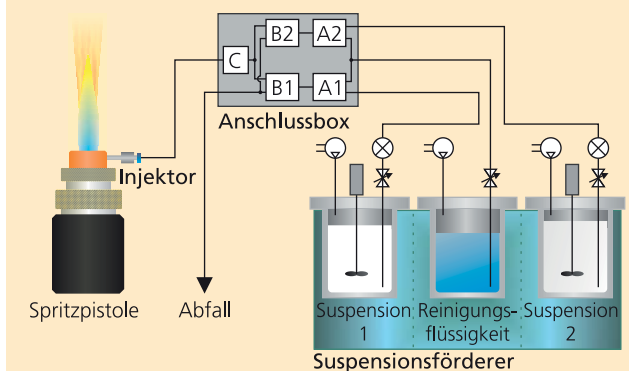 B2
A2
C
B1
A1
Anschlussbox
Injektor
Spritzpistole
Abfall
Suspension
1
Reinigungs-
flüssigkeit
Suspension
2
Suspensionsförderer